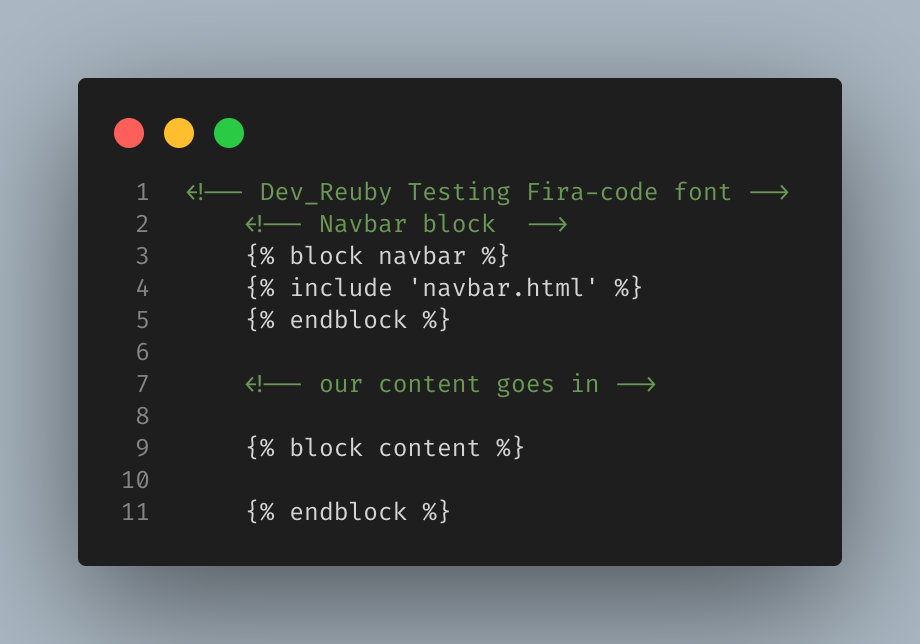 1 <!-- Dev_Reuby Testing Fira-code font -->
2     <!-- Navbar block  -->
3     {% block navbar %}
4     {% include 'navbar.html' %}
5     {% endblock %}
6
7     <!-- our content goes in -->
8
9     {% block content %}
10
11     {% endblock %}